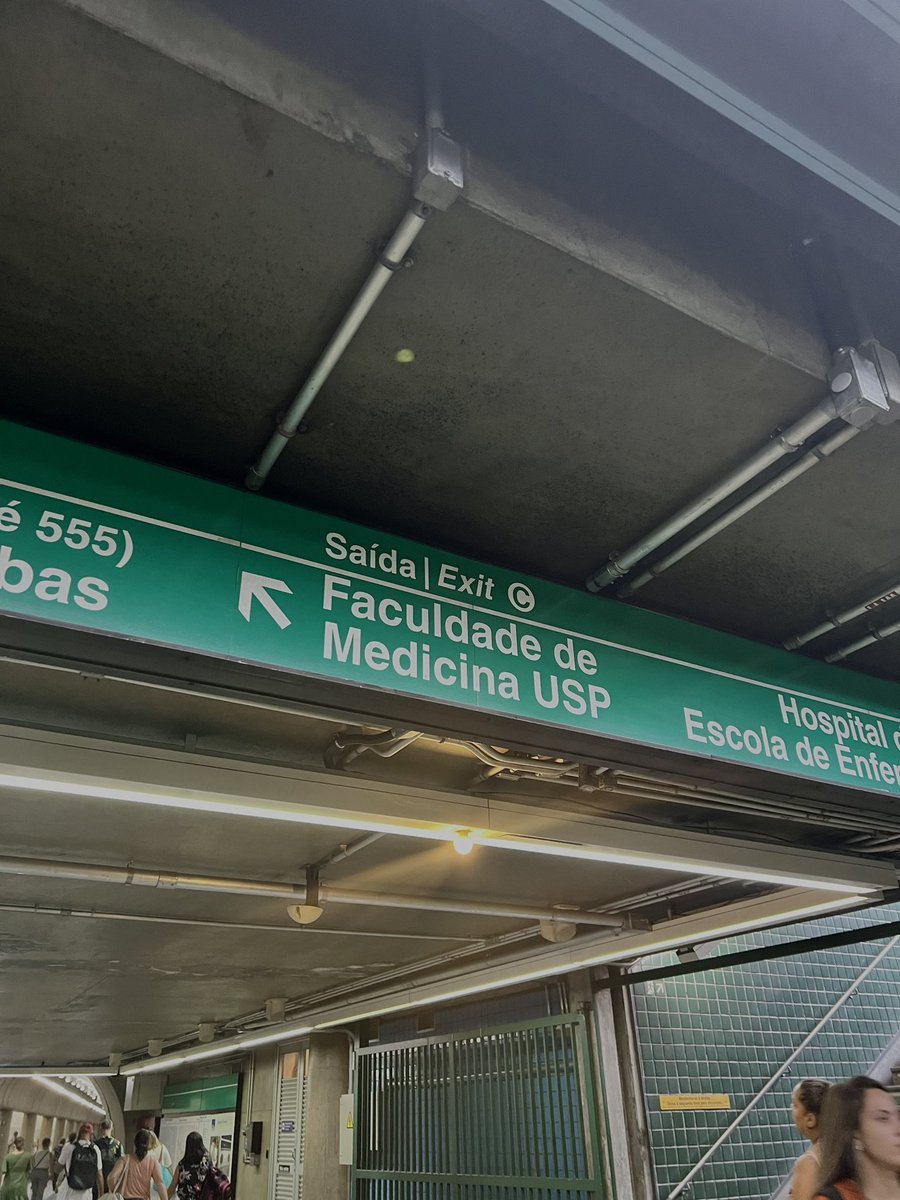 é 555)
bas
Saída | Exit C
Faculdade de
Medicina USP
Hospital
Escola de Enfer